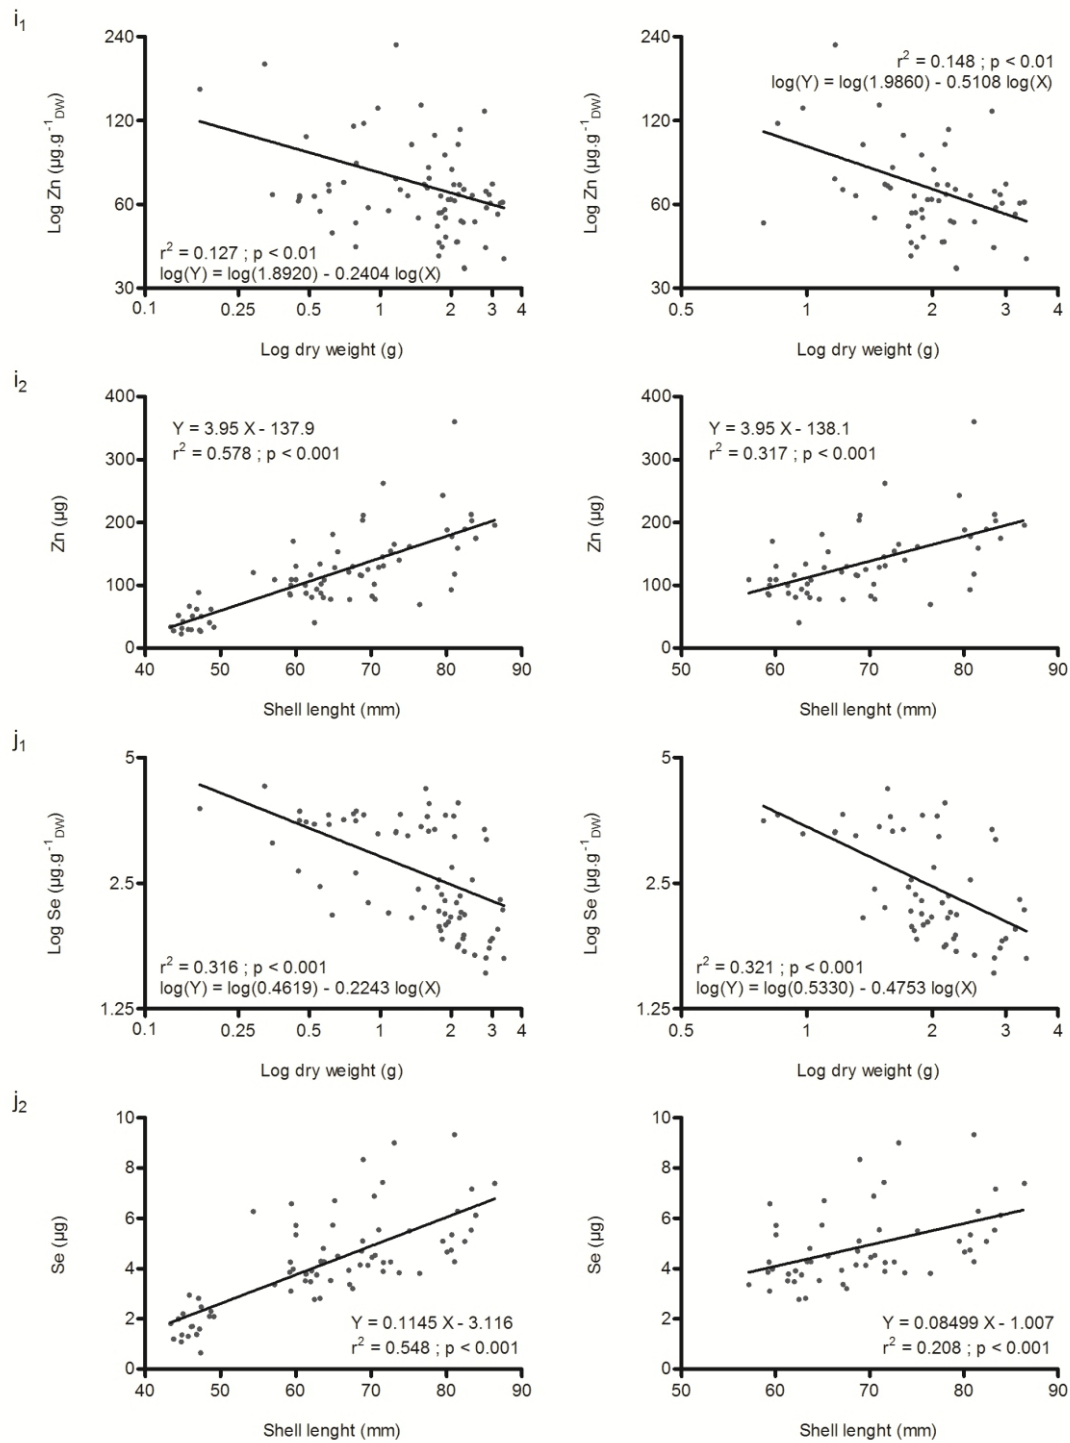 i1
240
120
60
30
Log Zn (µg.g-1DW)
r2 = 0.127 ; p < 0.01
log(Y) = log(1.8920) - 0.2404 log(X)
0.1 0.25 0.5 1 2 3 4
Log dry weight (g)
240
120
60
30
Log Zn (µg.g-1DW)
r2 = 0.148 ; p < 0.01
log(Y) = log(1.9860) - 0.5108 log(X)
0.5 1 2 3 4
Log dry weight (g)
i2
400
300
200
100
0
Zn (µg)
Y = 3.95 X - 137.9
r2 = 0.578 ; p < 0.001
40 50 60 70 80 90
Shell lenght (mm)
400
300
200
100
0
Zn (µg)
Y = 3.95 X - 138.1
r2 = 0.317 ; p < 0.001
50 60 70 80 90
Shell lenght (mm)
j1
5
2.5
1.25
Log Se (µg.g-1DW)
r2 = 0.316 ; p < 0.001
log(Y) = log(0.4619) - 0.2243 log(X)
0.1 0.25 0.5 1 2 3 4
Log dry weight (g)
5
2.5
1.25
Log Se (µg.g-1DW)
r2 = 0.321 ; p < 0.001
log(Y) = log(0.5330) - 0.4753 log(X)
0.5 1 2 3 4
Log dry weight (g)
j2
10
8
6
4
2
0
Se (µg)
Y = 0.1145 X - 3.116
r2 = 0.548 ; p < 0.001
40 50 60 70 80 90
Shell lenght (mm)
10
8
6
4
2
0
Se (µg)
Y = 0.08499 X - 1.007
r2 = 0.208 ; p < 0.001
50 60 70 80 90
Shell lenght (mm)